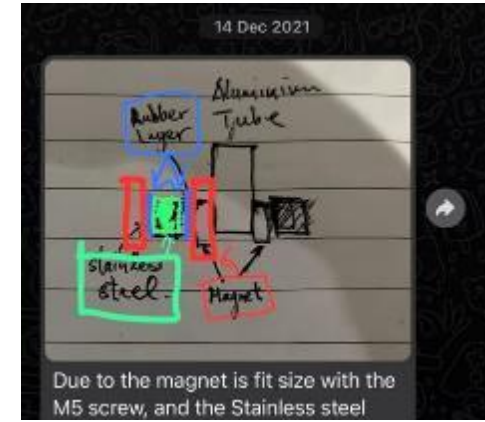 14 Dec 2021
Aluminium
Tube
Rubber
Layer
stainless
steel.
Magnet
Due to the magnet is fit size with the
M5 screw, and the Stainless steel